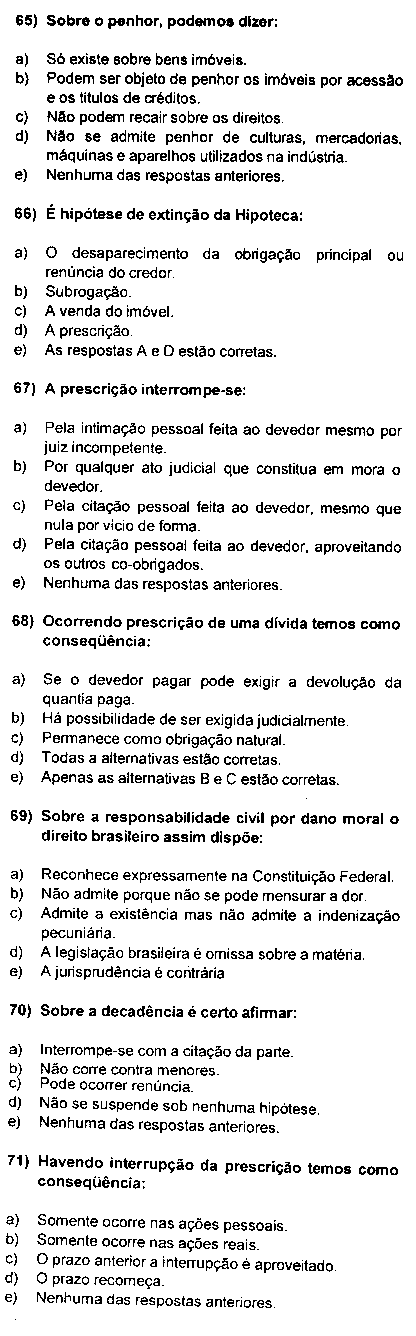 65) Sobre o penhor, podemos dizer:
a) Só existe sobre bens imóveis.
b) Podem ser objeto de penhor os imóveis por acessão
e os títulos de créditos.
c) Não podem recair sobre os direitos.
d) Não se admite penhor de culturas, mercadorias,
máquinas e aparelhos utilizados na indústria.
e) Nenhuma das respostas anteriores.
66) É hipótese de extinção da Hipoteca:
a) O desaparecimento da obrigação principal ou
renúncia do credor.
b) Subrogação.
c) A venda do imóvel.
d) A prescrição.
e) As respostas A e D estão corretas.
67) A prescrição interrompe-se:
a) Pela intimação pessoal feita ao devedor mesmo por
juiz incompetente.
b) Por qualquer ato judicial que constitua em mora o
devedor.
c) Pela citação pessoal feita ao devedor, mesmo que
nula por vício de forma.
d) Pela citação pessoal feita ao devedor, aproveitando
os outros co-obrigados.
e) Nenhuma das respostas anteriores.
68) Ocorrendo prescrição de uma dívida temos como
conseqüência:
a) Se o devedor pagar pode exigir a devolução da
quantia paga.
b) Há possibilidade de ser exigida judicialmente.
c) Permanece como obrigação natural.
d) Todas a alternativas estão corretas.
e) Apenas as alternativas B e C estão corretas.
69) Sobre a responsabilidade civil por dano moral o
direito brasileiro assim dispõe:
a) Reconhece expressamente na Constituição Federal.
b) Não admite porque não se pode mensurar a dor.
c) Admite a existência mas não admite a indenização
pecuniária.
d) A legislação brasileira é omissa sobre a matéria.
e) A jurisprudência é contrária
70) Sobre a decadência é certo afirmar:
a) Interrompe-se com a citação da parte.
b) Não corre contra menores.
c) Pode ocorrer renúncia.
d) Não se suspende sob nenhuma hipótese.
e) Nenhuma das respostas anteriores.
71) Havendo interrupção da prescrição temos como
conseqüência:
a) Somente ocorre nas ações pessoais.
b) Somente ocorre nas ações reais.
c) O prazo anterior a interrupção é aproveitado.
d) O prazo recomeça.
e) Nenhuma das respostas anteriores.